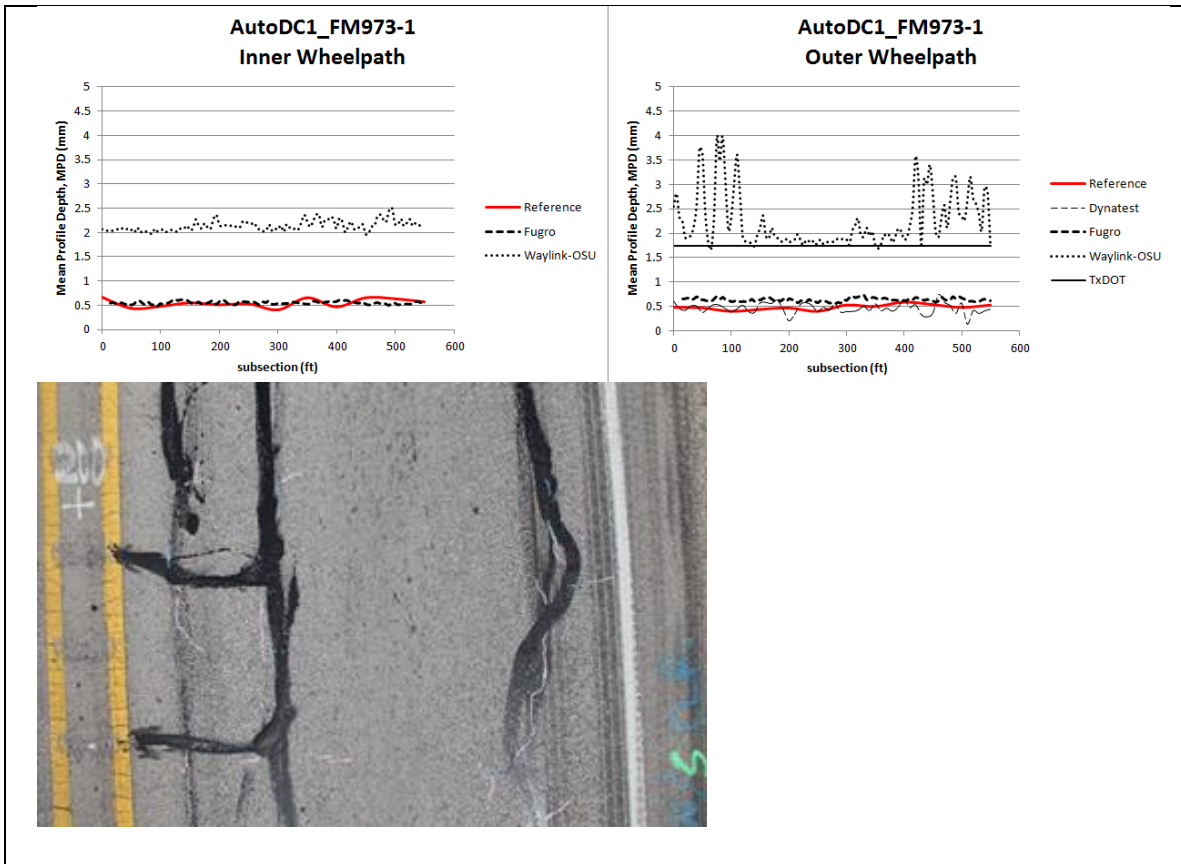 AutoDC1_FM973-1
Inner Wheelpath
Mean Profile Depth, MPD (mm)
5
4.5
4
3.5
3
2.5
2
1.5
1
0.5
0
0
100
200
300
400
500
600
subsection (ft)
Reference
Fugro
Waylink-OSU
AutoDC1_FM973-1
Outer Wheelpath
Mean Profile Depth, MPD (mm)
5
4.5
4
3.5
3
2.5
2
1.5
1
0.5
0
0
100
200
300
400
500
600
subsection (ft)
Reference
Dynatest
Fugro
Waylink-OSU
TxDOT